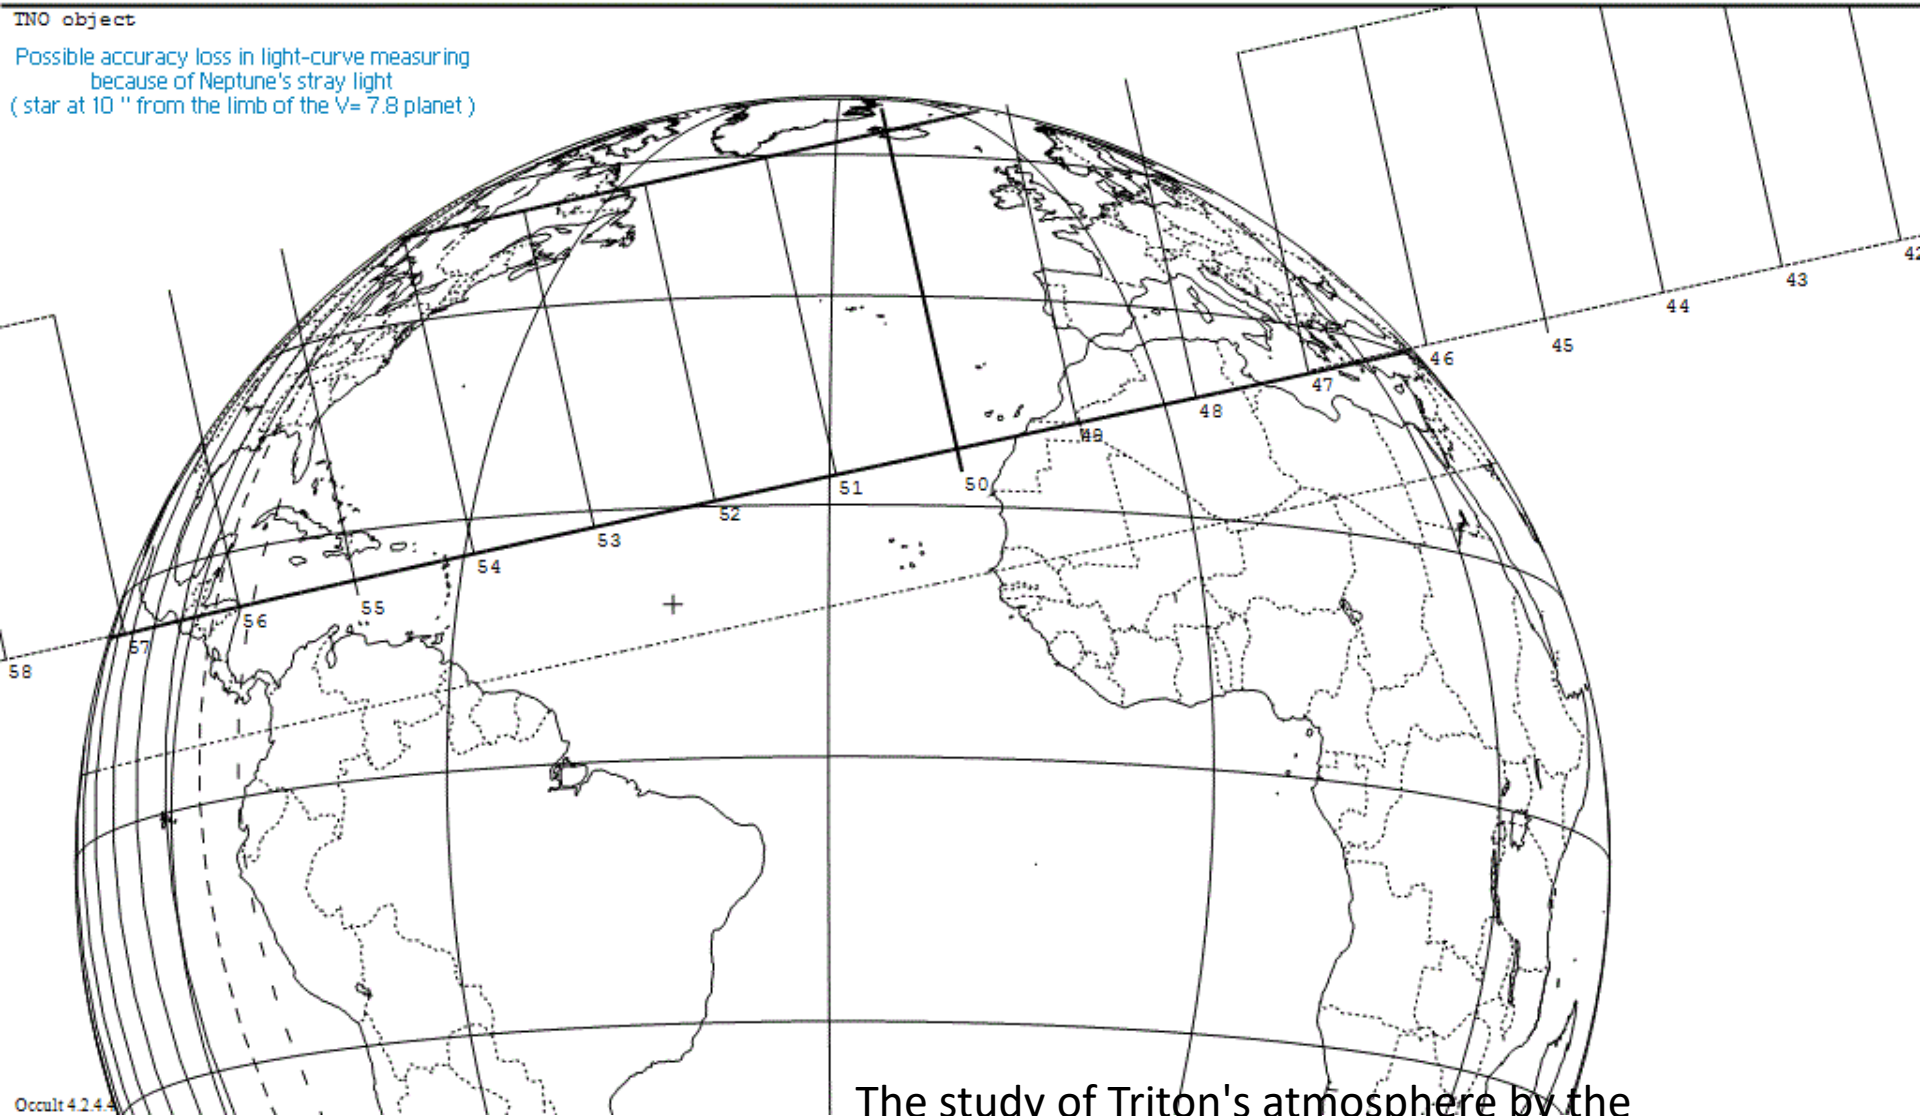 TNO object
Possible accuracy loss in light-curve measuring
because of Neptune's stray light
( star at 10 " from the limb of the V= 7.8 planet )
42
43
44
45
46
47
48
49
50
51
52
53
54
55
56
57
58
Occult 4.2.4.4
The study of Triton's atmosphere by the